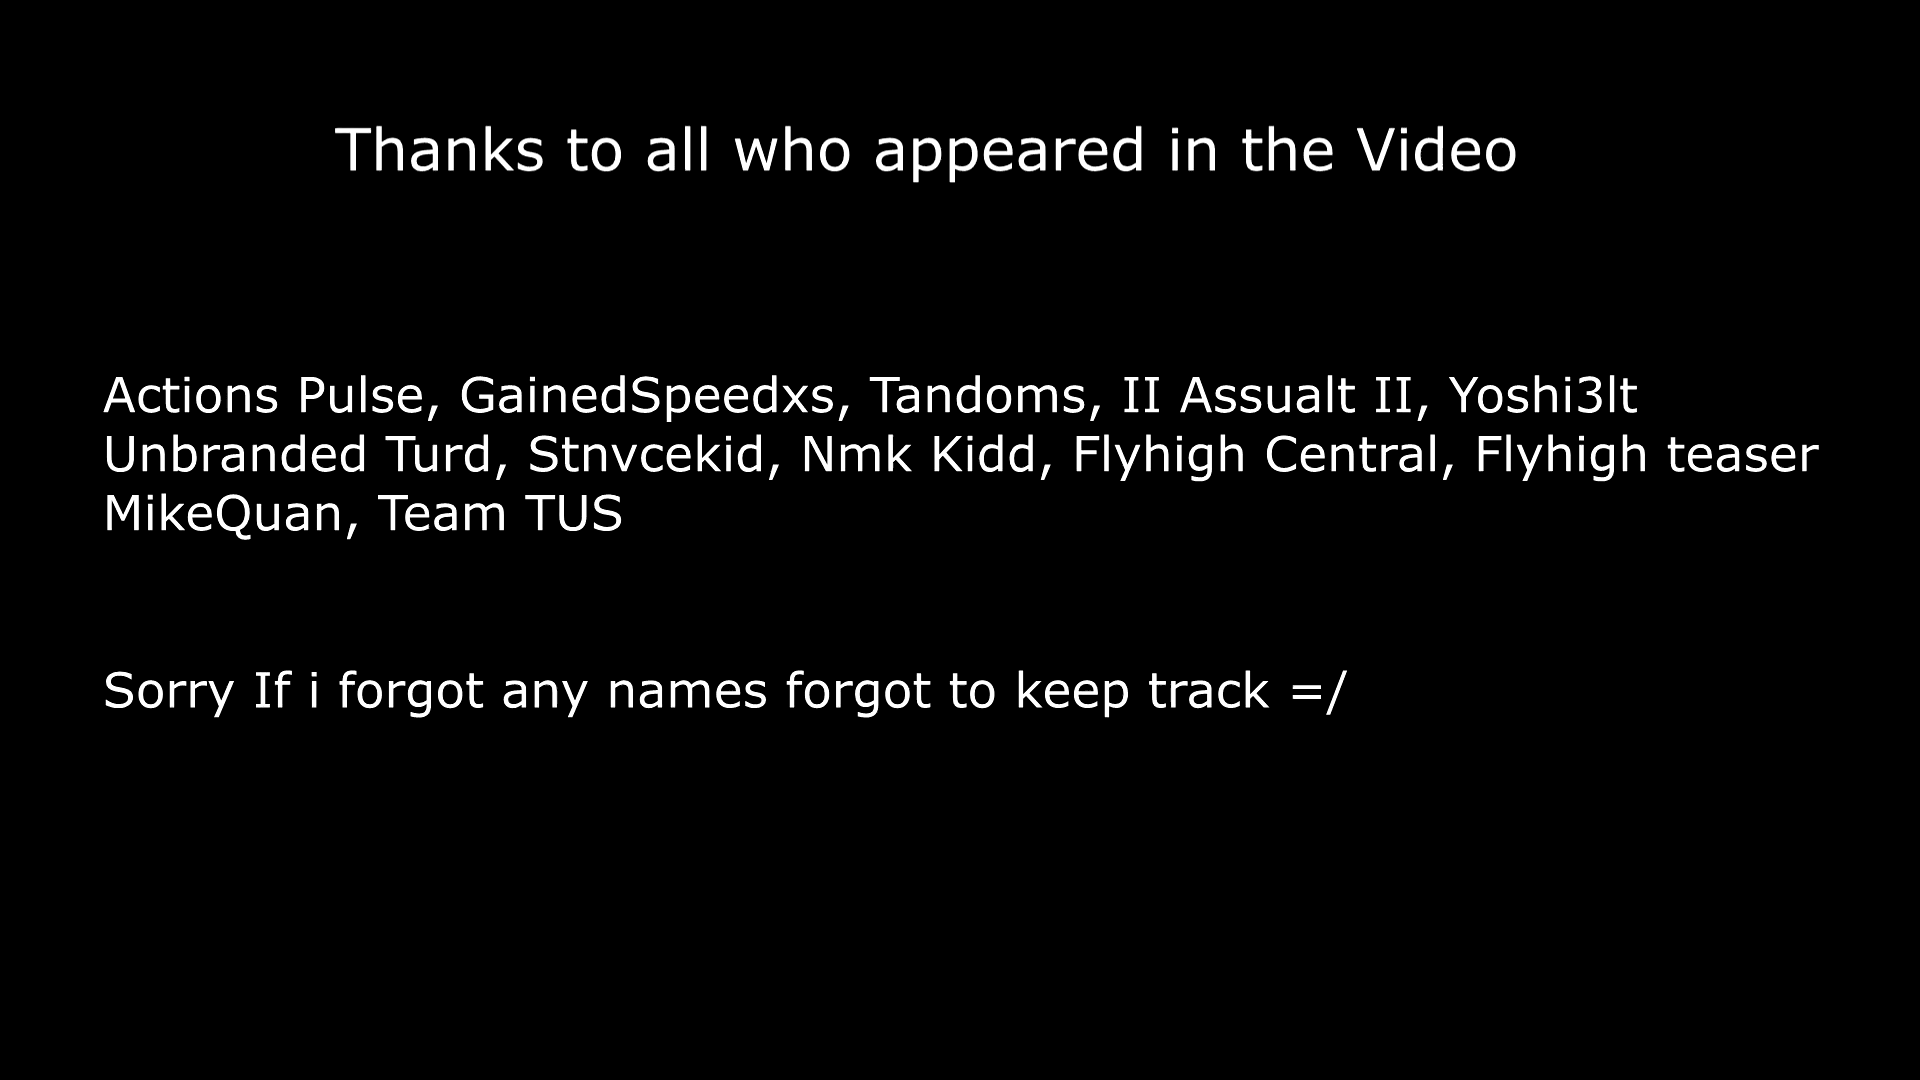 Thanks to all who appeared in the Video
Actions Pulse, GainedSpeedxs, Tandoms, II Assualt II, Yoshi3lt
Unbranded Turd, Stnvcekid, Nmk Kidd, Flyhigh Central, Flyhigh teaser
MikeQuan, Team TUS
Sorry If i forgot any names forgot to keep track =/